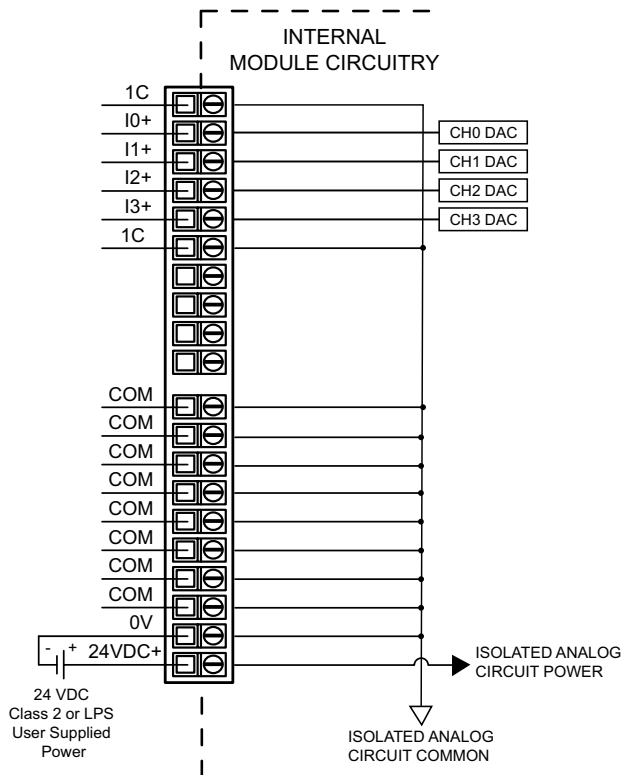 INTERNAL
MODULE CIRCUITRY
1C
I0+
CH0 DAC
I1+
CH1 DAC
I2+
CH2 DAC
I3+
CH3 DAC
1C
COM
COM
COM
COM
COM
COM
COM
COM
0V
- + 24VDC+
ISOLATED ANALOG
CIRCUIT POWER
24 VDC
Class 2 or LPS
User Supplied
Power
ISOLATED ANALOG
CIRCUIT COMMON